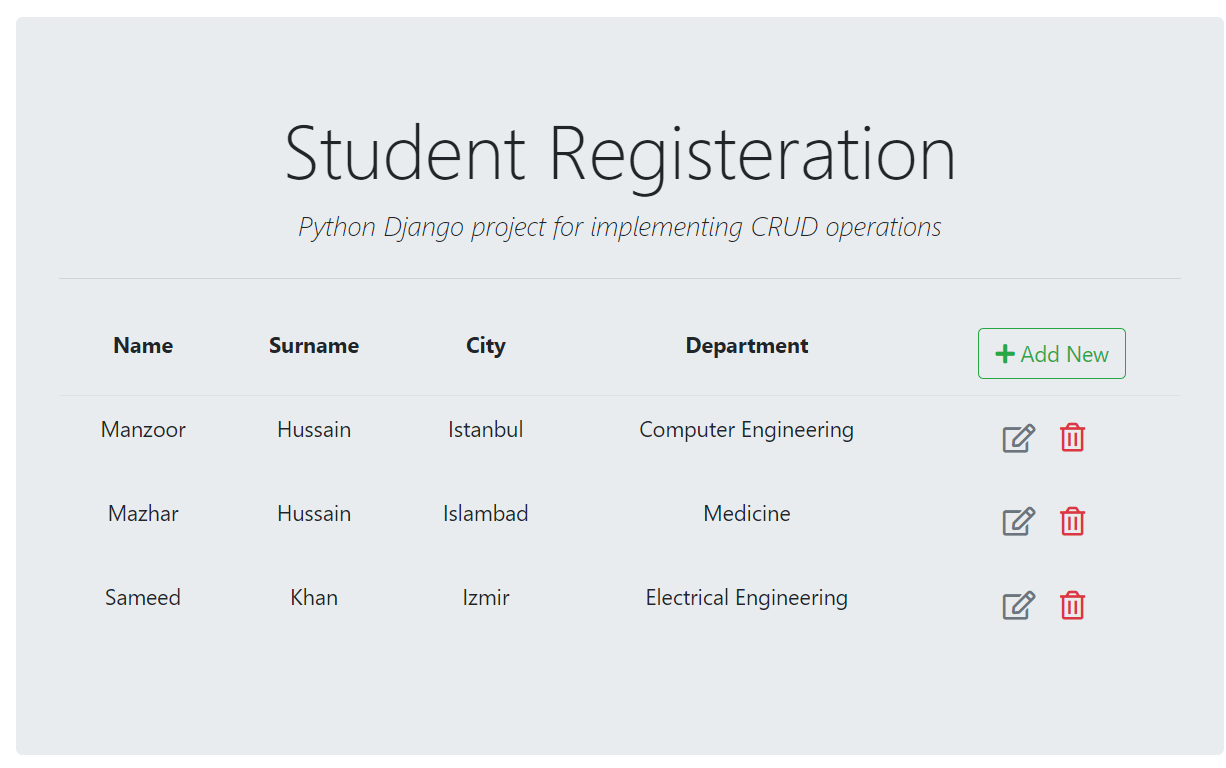 Student Registeration
Python Django project for implementing CRUD operations
Name Surname City Department Add New
Manzoor Hussain Istanbul Computer Engineering
Mazhar Hussain Islambad Medicine
Sameed Khan Izmir Electrical Engineering